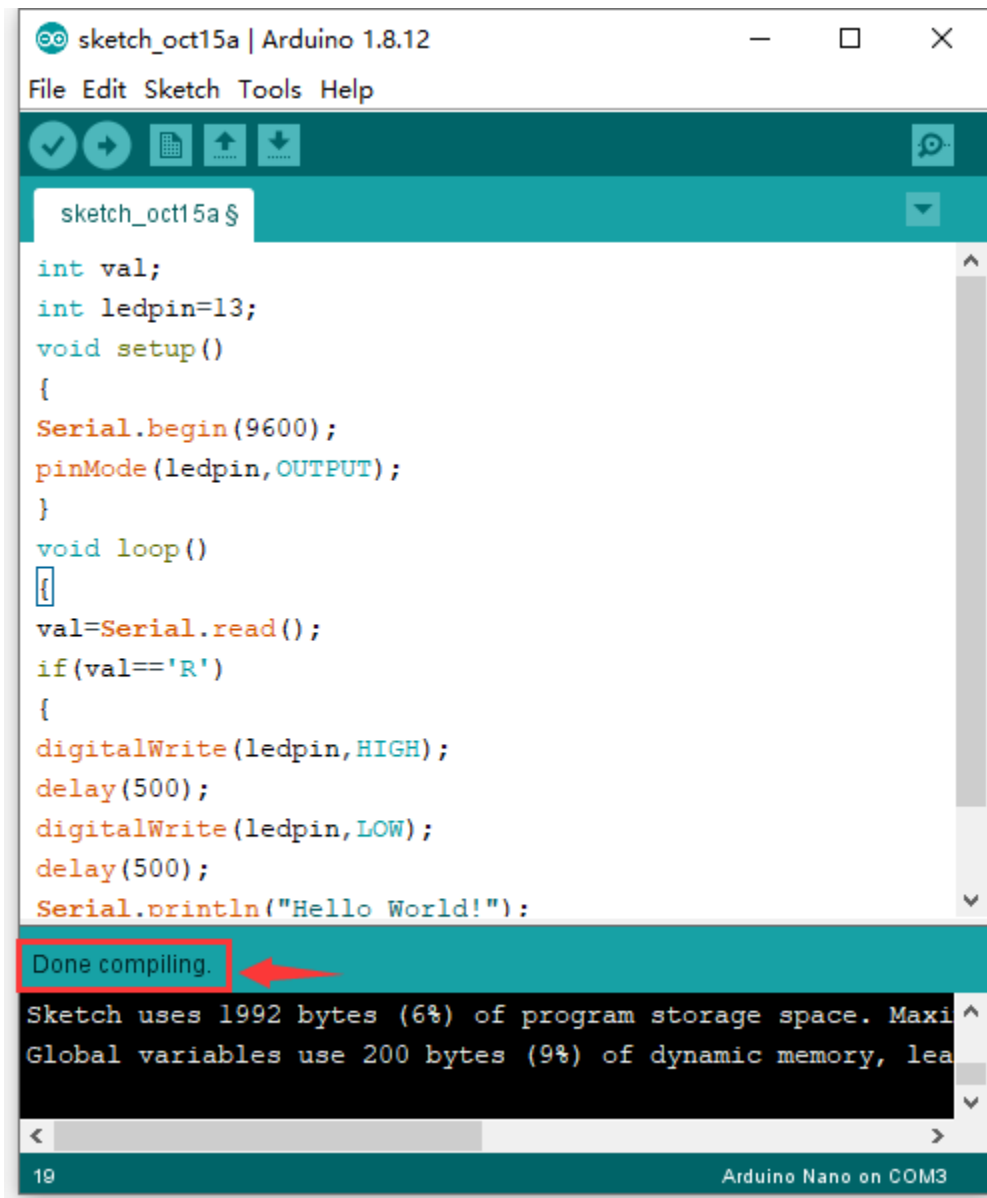 sketch_oct15a | Arduino 1.8.12
File Edit Sketch Tools Help
sketch_oct15a §
int val;
int ledpin=13;
void setup()
{
Serial.begin(9600);
pinMode(ledpin,OUTPUT);
}
void loop()
{
val=Serial.read();
if(val=='R')
{
digitalWrite(ledpin,HIGH);
delay(500);
digitalWrite(ledpin,LOW);
delay(500);
Serial.println("Hello World!");
Done compiling.
Sketch uses 1992 bytes (6%) of program storage space. Maxi
Global variables use 200 bytes (9%) of dynamic memory, lea
19
Arduino Nano on COM3